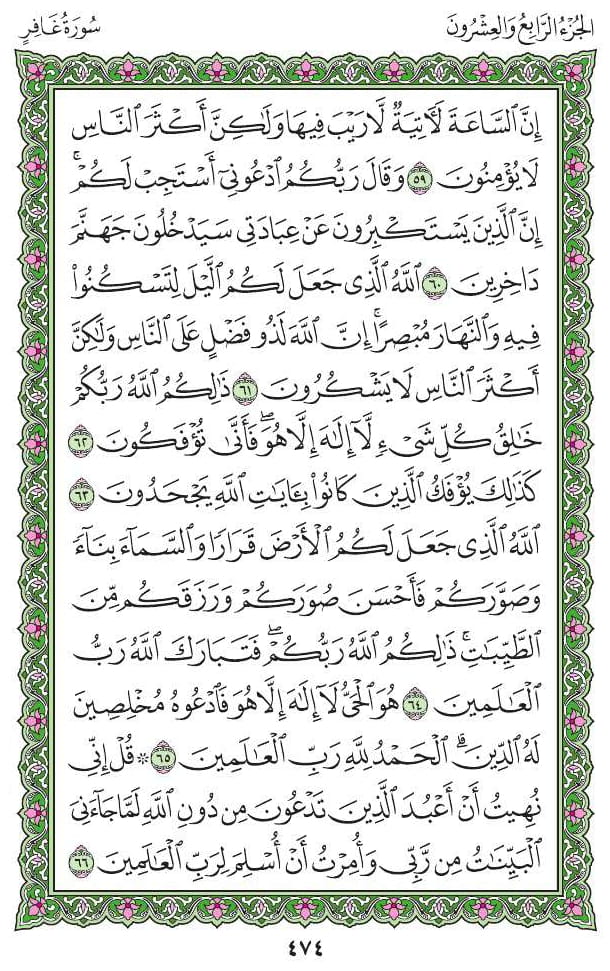 الجُزْءُ الرَّابِعُ وَالعِشْرُونَ
سُورَةُ غَافِرٍ
إِنَّ ٱلسَّاعَةَ لَأٓتِيَةٌ لَّا رَيْبَ فِيهَا وَلَٰكِنَّ أَكْثَرَ ٱلنَّاسِ
لَا يُؤْمِنُونَ ٥٩ وَقَالَ رَبُّكُمُ ٱدْعُونِىٓ أَسْتَجِبْ لَكُمْ ۚ
إِنَّ ٱلَّذِينَ يَسْتَكْبِرُونَ عَنْ عِبَادَتِى سَيَدْخُلُونَ جَهَنَّمَ
دَاخِرِينَ ٦٠ ٱللَّهُ ٱلَّذِى جَعَلَ لَكُمُ ٱلَّيْلَ لِتَسْكُنُوا۟
فِيهِ وَٱلنَّهَارَ مُبْصِرًا ۚ إِنَّ ٱللَّهَ لَذُو فَضْلٍ عَلَى ٱلنَّاسِ وَلَٰكِنَّ
أَكْثَرَ ٱلنَّاسِ لَا يَشْكُرُونَ ٦١ ذَٰلِكُمُ ٱللَّهُ رَبُّكُمْ
خَٰلِقُ كُلِّ شَىْءٍ لَّآ إِلَٰهَ إِلَّا هُوَ ۖ فَأَنَّىٰ تُؤْفَكُونَ ٦٢
كَذَٰلِكَ يُؤْفَكُ ٱلَّذِينَ كَانُوا۟ بِـَٔايَٰتِ ٱللَّهِ يَجْحَدُونَ ٦٣
ٱللَّهُ ٱلَّذِى جَعَلَ لَكُمُ ٱلْأَرْضَ قَرَارًا وَٱلسَّمَآءَ بِنَآءً
وَصَوَّرَكُمْ فَأَحْسَنَ صُوَرَكُمْ وَرَزَقَكُم مِّنَ
ٱلطَّيِّبَٰتِ ۚ ذَٰلِكُمُ ٱللَّهُ رَبُّكُمْ ۖ فَتَبَارَكَ ٱللَّهُ رَبُّ
ٱلْعَٰلَمِينَ ٦٤ هُوَ ٱلْحَىُّ لَآ إِلَٰهَ إِلَّا هُوَ فَٱدْعُوهُ مُخْلِصِينَ
لَهُ ٱلدِّينَ ۗ ٱلْحَمْدُ لِلَّهِ رَبِّ ٱلْعَٰلَمِينَ ٦٥ ۞ قُلْ إِنِّى
نُهِيتُ أَنْ أَعْبُدَ ٱلَّذِينَ تَدْعُونَ مِن دُونِ ٱللَّهِ لَمَّا جَآءَنِىَ
ٱلْبَيِّنَٰتُ مِن رَّبِّى وَأُمِرْتُ أَنْ أُسْلِمَ لِرَبِّ ٱلْعَٰلَمِينَ ٦٦
٤٧٤